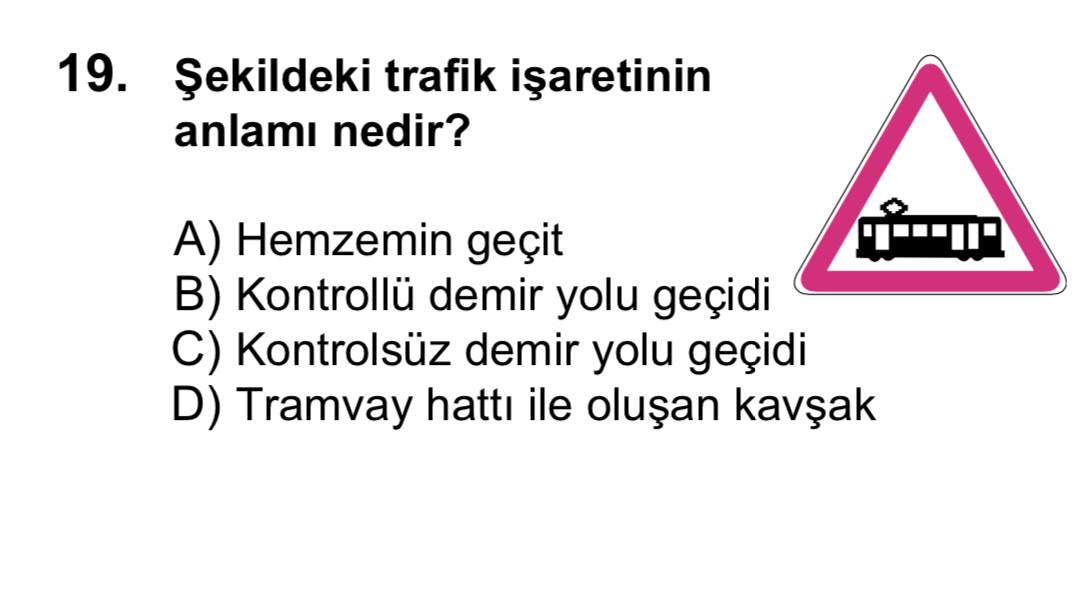 19. Şekildeki trafik işaretinin
anlamı nedir?
A) Hemzemin geçit
B) Kontrollü demir yolu geçidi
C) Kontrolsüz demir yolu geçidi
D) Tramvay hattı ile oluşan kavşak